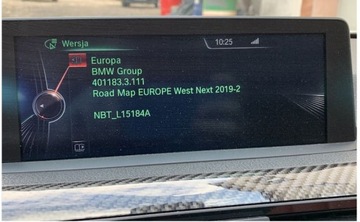 Wersja
10:25
Europa
BMW Group
401183.3.111
Road Map EUROPE West Next 2019-2
NBT_L15184A